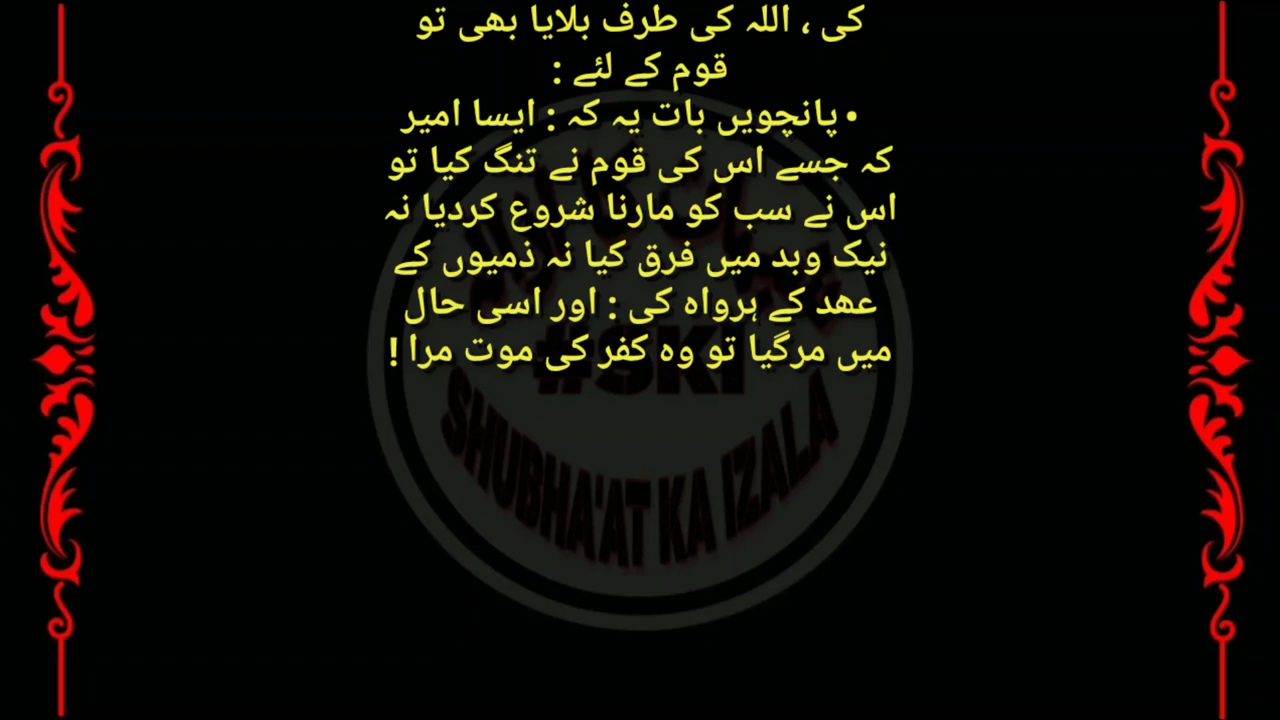 کی ، اللہ کی طرف بلایا بھی تو
قوم کے لئے :
• پانچویں بات یہ کہ : ایسا امیر
کہ جسے اس کی قوم نے تنگ کیا تو
اس نے سب کو مارنا شروع کردیا نہ
نیک وبد میں فرق کیا نہ ذمیوں کے
عھد کے ہرواہ کی : اور اسی حال
میں مرگیا تو وہ کفر کی موت مرا !
#SKI
SHUBHA'AT KA IZALA